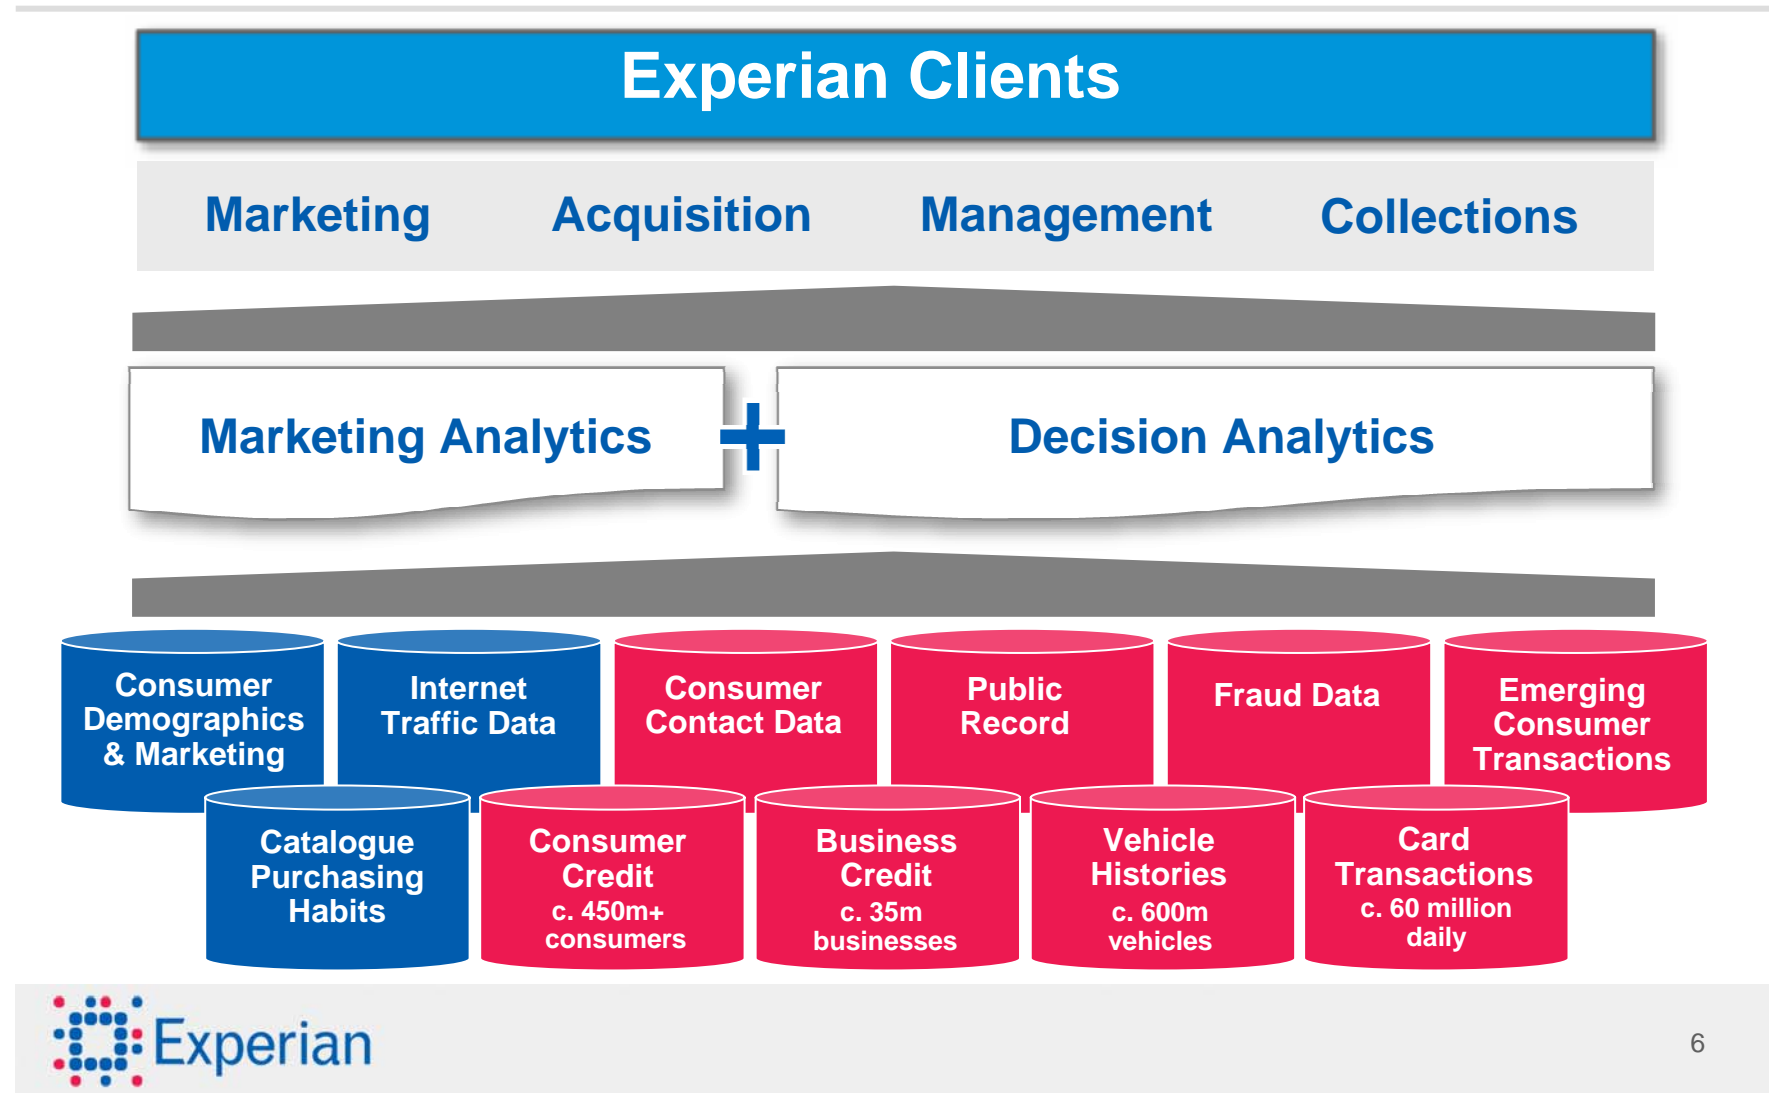 Experian Clients
Marketing
Acquisition
Management
Collections
Marketing Analytics
+
Decision Analytics
Consumer
Demographics
& Marketing
Internet
Traffic Data
Consumer
Contact Data
Public
Record
Fraud Data
Emerging
Consumer
Transactions
Catalogue
Purchasing
Habits
Consumer
Credit
c. 450m+
consumers
Business
Credit
c. 35m
businesses
Vehicle
Histories
c. 600m
vehicles
Card
Transactions
c. 60 million
daily
Experian
6